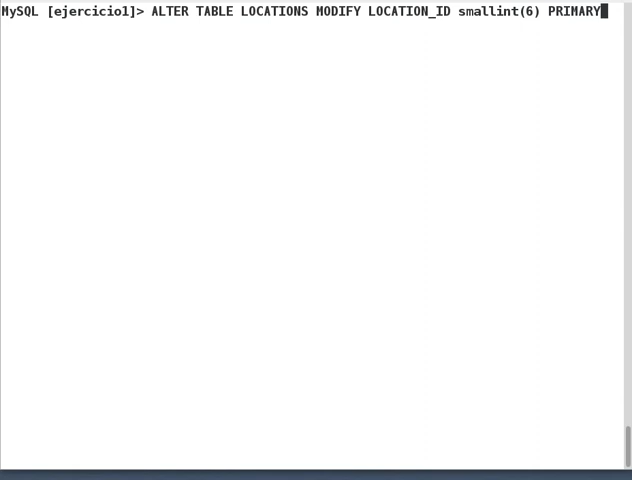 MySQL [ejercicio1]> ALTER TABLE LOCATIONS MODIFY LOCATION_ID smallint(6) PRIMARY